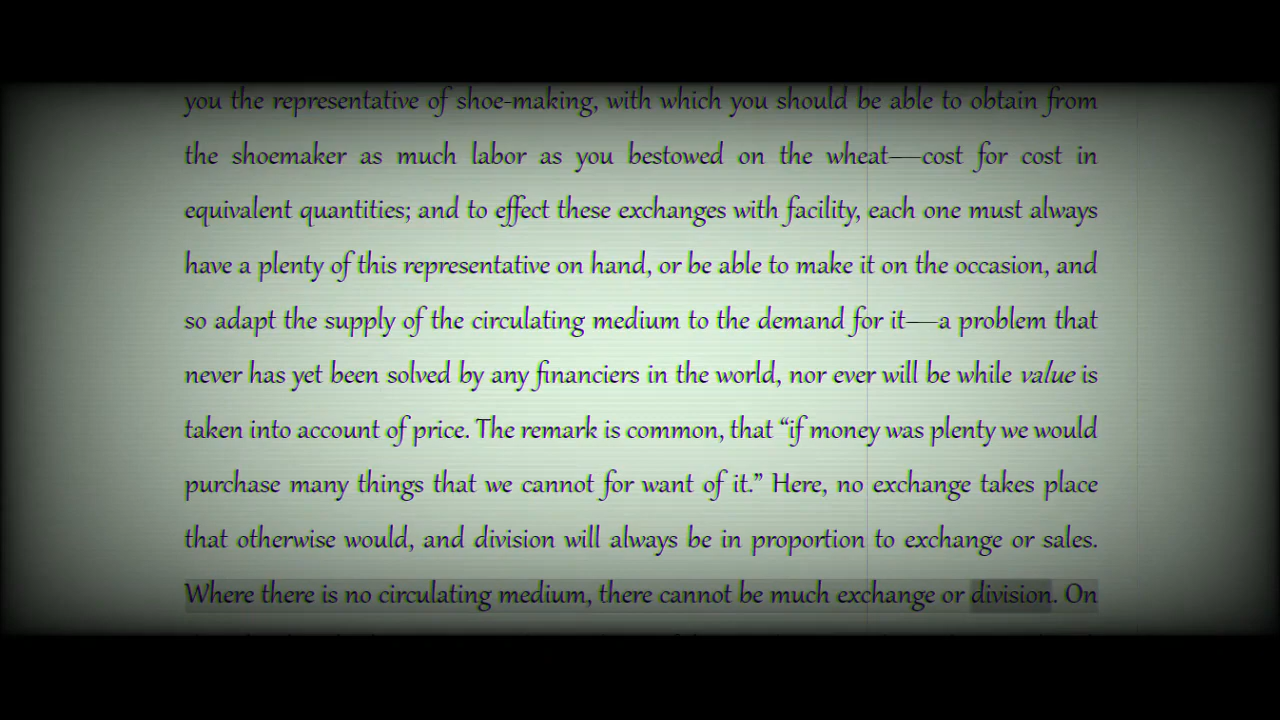 you the representative of shoe-making, with which you should be able to obtain from
the shoemaker as much labor as you bestowed on the wheat—cost for cost in
equivalent quantities; and to effect these exchanges with facility, each one must always
have a plenty of this representative on hand, or be able to make it on the occasion, and
so adapt the supply of the circulating medium to the demand for it—a problem that
never has yet been solved by any financiers in the world, nor ever will be while value is
taken into account of price. The remark is common, that “if money was plenty we would
purchase many things that we cannot for want of it.” Here, no exchange takes place
that otherwise would, and division will always be in proportion to exchange or sales.
Where there is no circulating medium, there cannot be much exchange or division. On